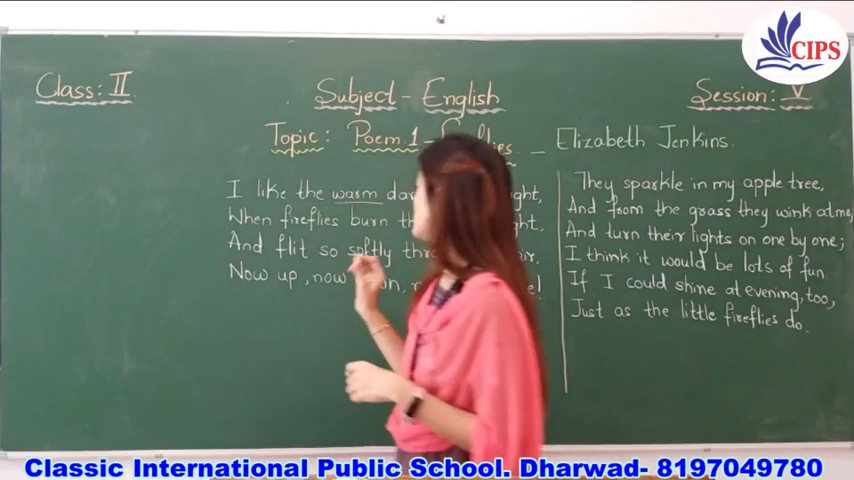 CIPS
Class: II
Subject - English
Session: V
Topic: Poem.1 - - Elizabeth Jenkins.
I like the warm
When fireflies burn
And flit so softly
Now up, now
They sparkle in my apple tree,
And from the grass they wink at me,
And turn their lights on one by one;
I think it would be lots of fun
If I could shine at evening, too,
Just as the little fireflies do.
Classic International Public School. Dharwad- 8197049780